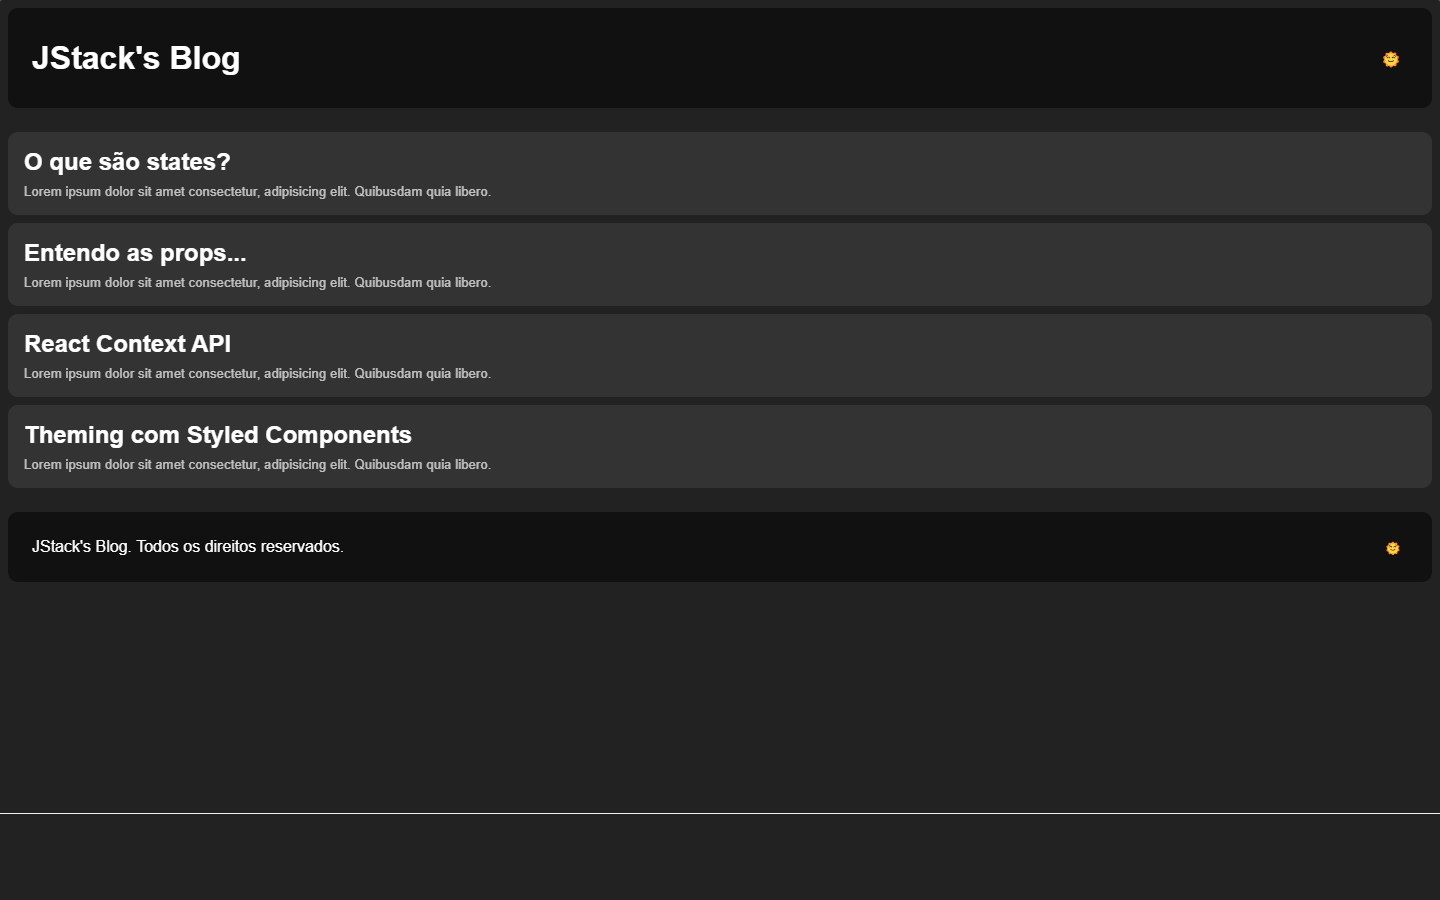 JStack's Blog
O que são states?
Lorem ipsum dolor sit amet consectetur, adipisicing elit. Quibusdam quia libero.
Entendo as props...
Lorem ipsum dolor sit amet consectetur, adipisicing elit. Quibusdam quia libero.
React Context API
Lorem ipsum dolor sit amet consectetur, adipisicing elit. Quibusdam quia libero.
Theming com Styled Components
Lorem ipsum dolor sit amet consectetur, adipisicing elit. Quibusdam quia libero.
JStack's Blog. Todos os direitos reservados.